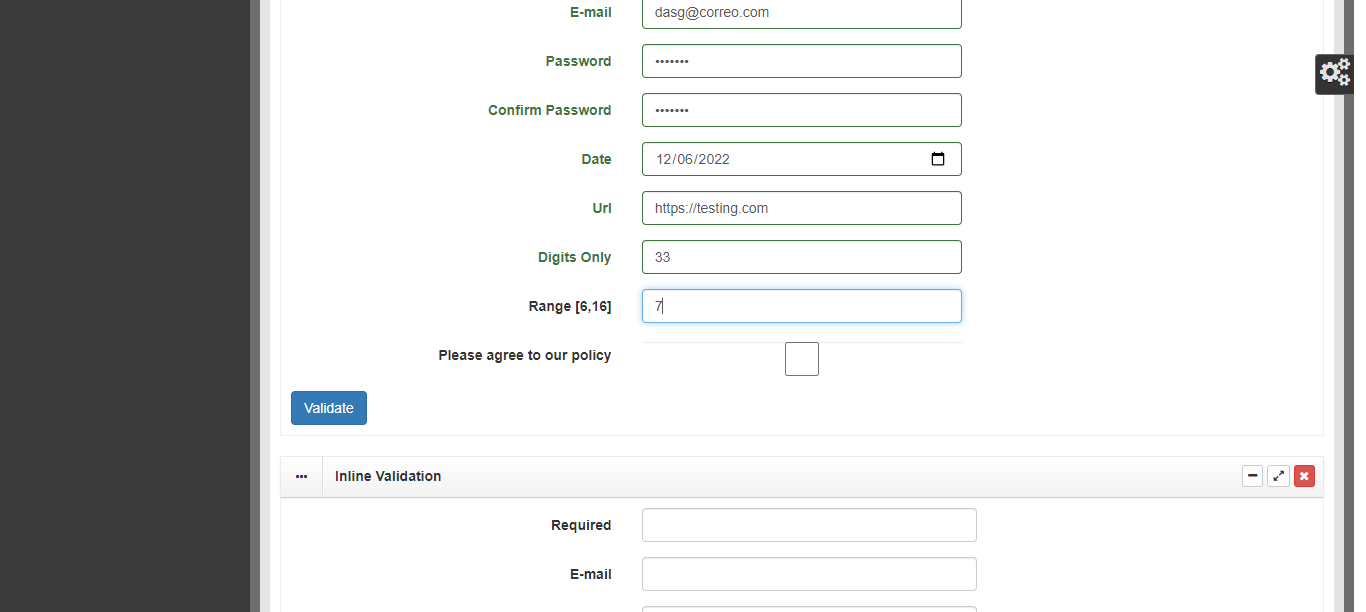 E-mail dasg@correo.com
Password •••••••
Confirm Password •••••••
Date 12/06/2022
Url https://testing.com
Digits Only 33
Range [6,16] 7
Please agree to our policy
Validate
Inline Validation
Required
E-mail